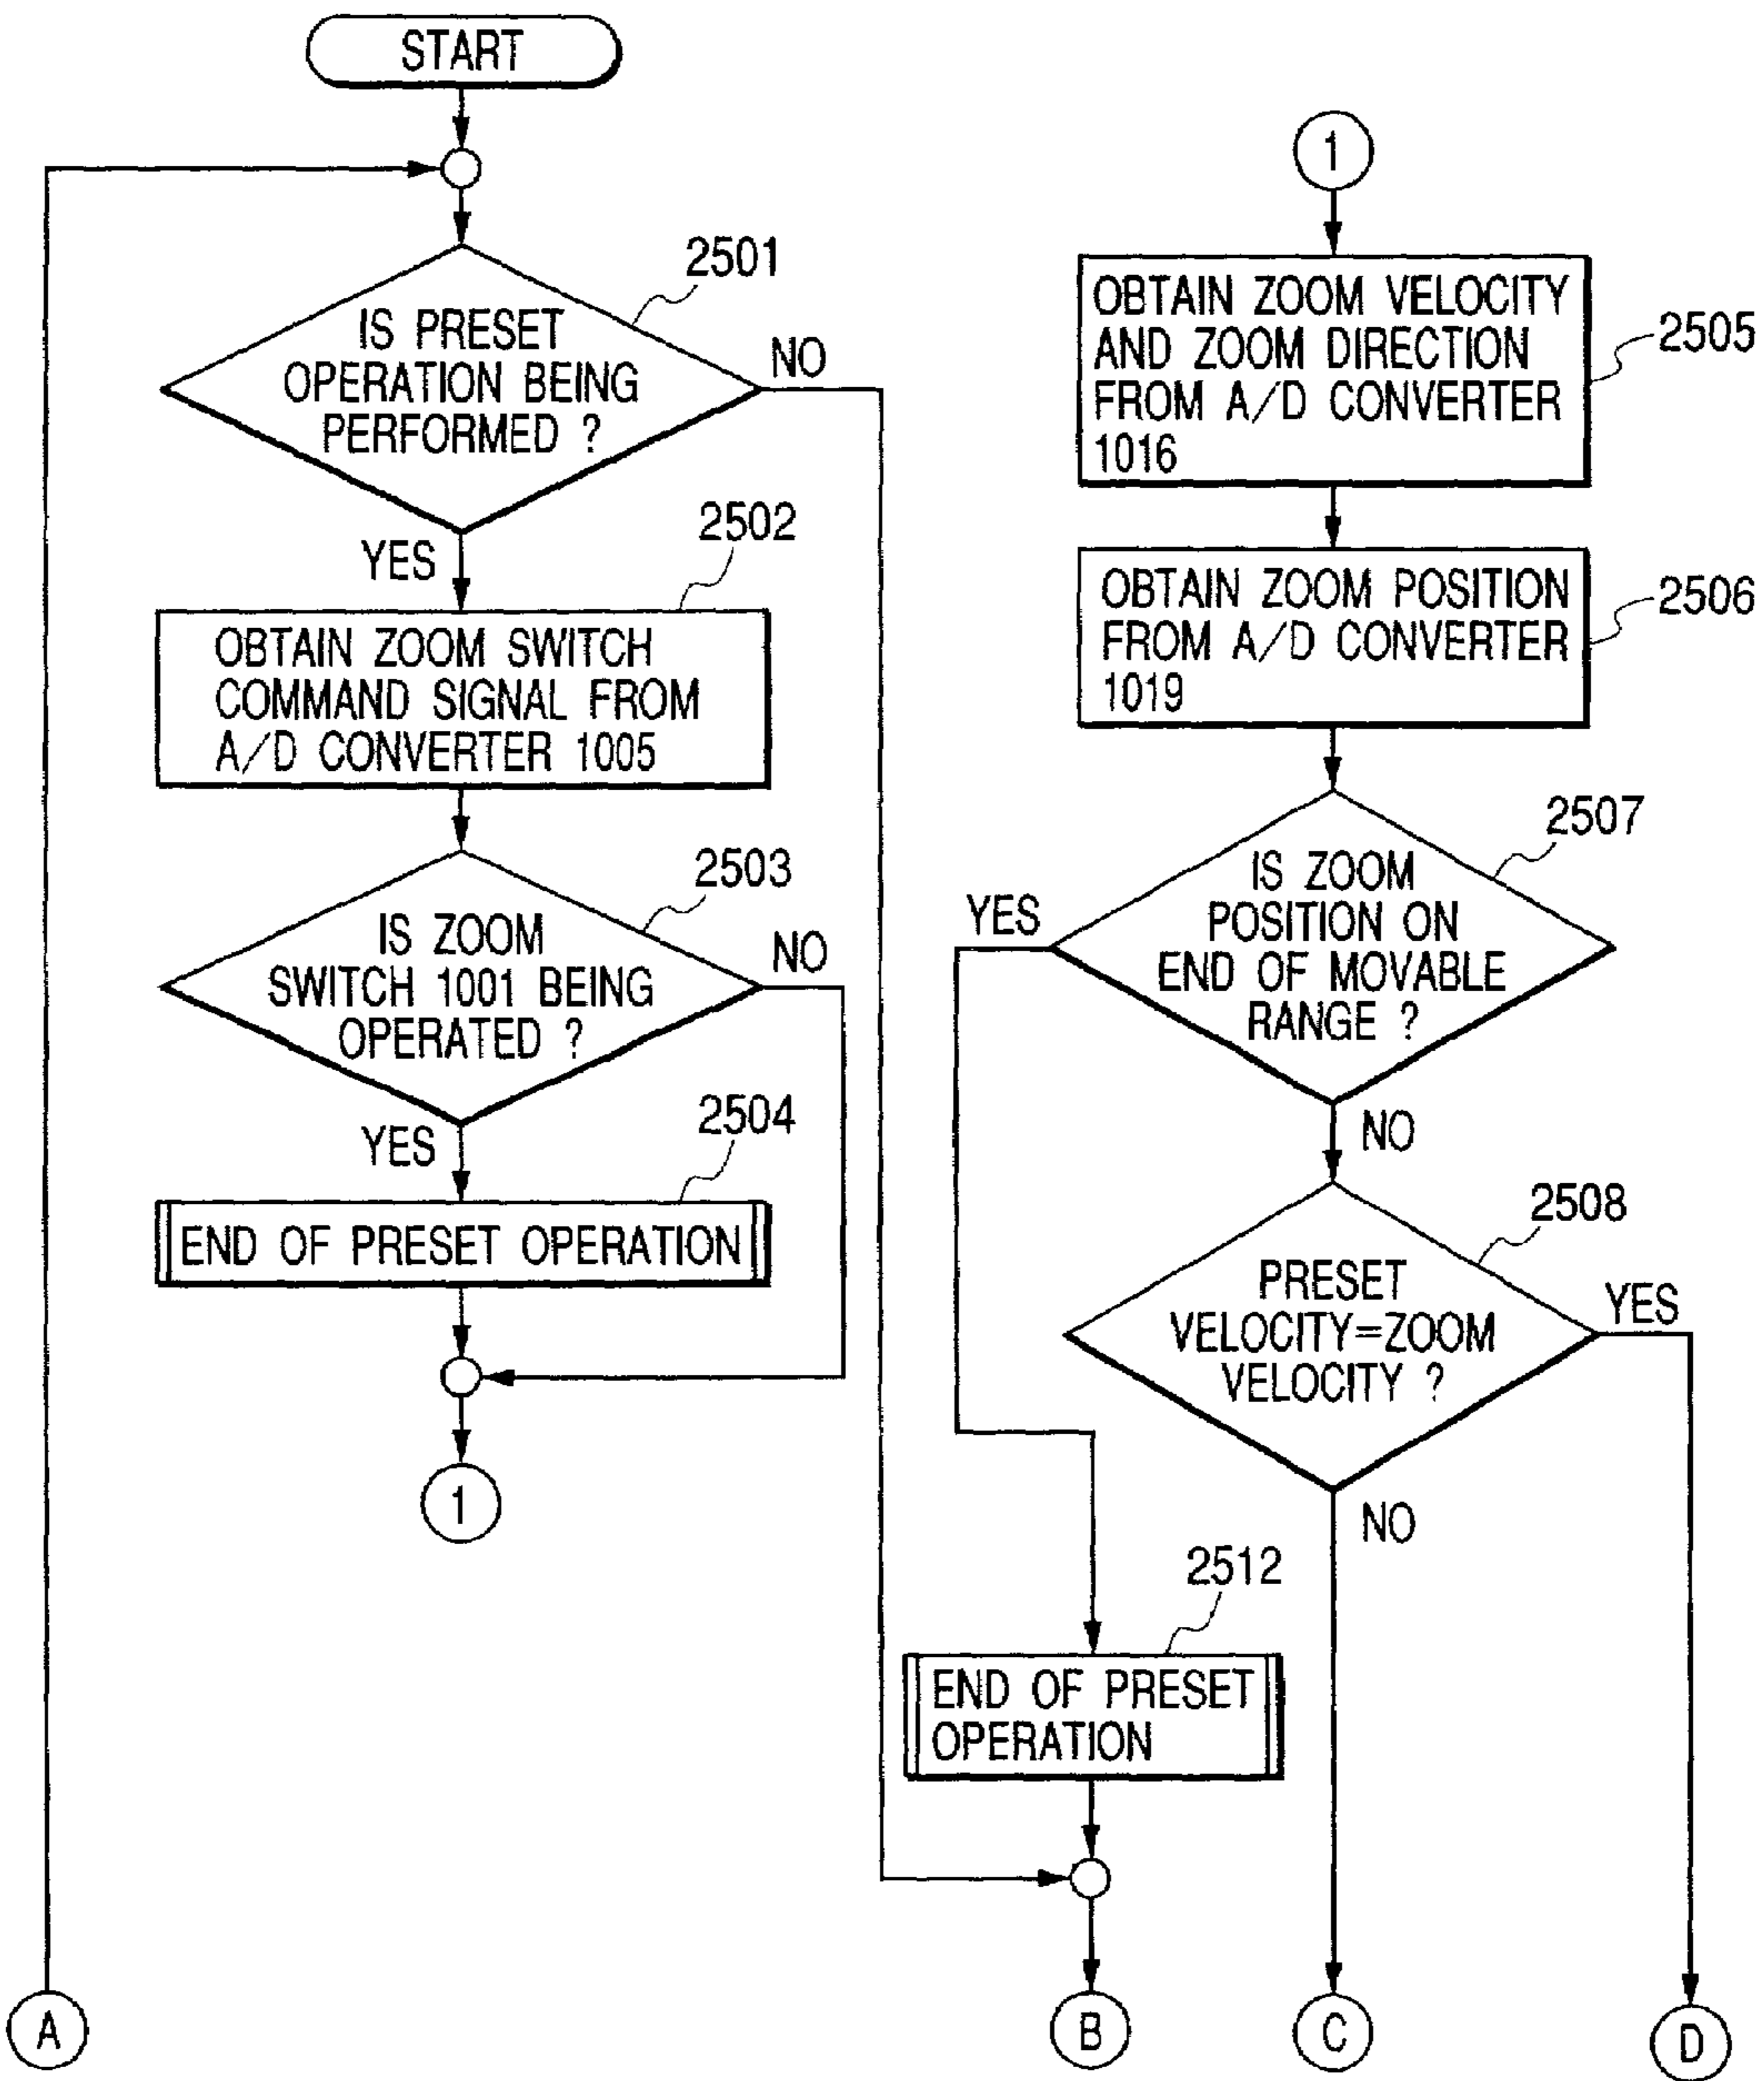 START
2501
IS PRESET
OPERATION BEING
PERFORMED ?
NO
YES
2502
OBTAIN ZOOM SWITCH
COMMAND SIGNAL FROM
A/D CONVERTER 1005
2503
IS ZOOM
SWITCH 1001 BEING
OPERATED ?
NO
YES
2504
END OF PRESET OPERATION
1
A
1
OBTAIN ZOOM VELOCITY
AND ZOOM DIRECTION
FROM A/D CONVERTER
1016
2505
OBTAIN ZOOM POSITION
FROM A/D CONVERTER
1019
2506
2507
IS ZOOM
POSITION ON
END OF MOVABLE
RANGE ?
YES
NO
2508
PRESET
VELOCITY=ZOOM
VELOCITY ?
YES
NO
2512
END OF PRESET
OPERATION
B
C
D